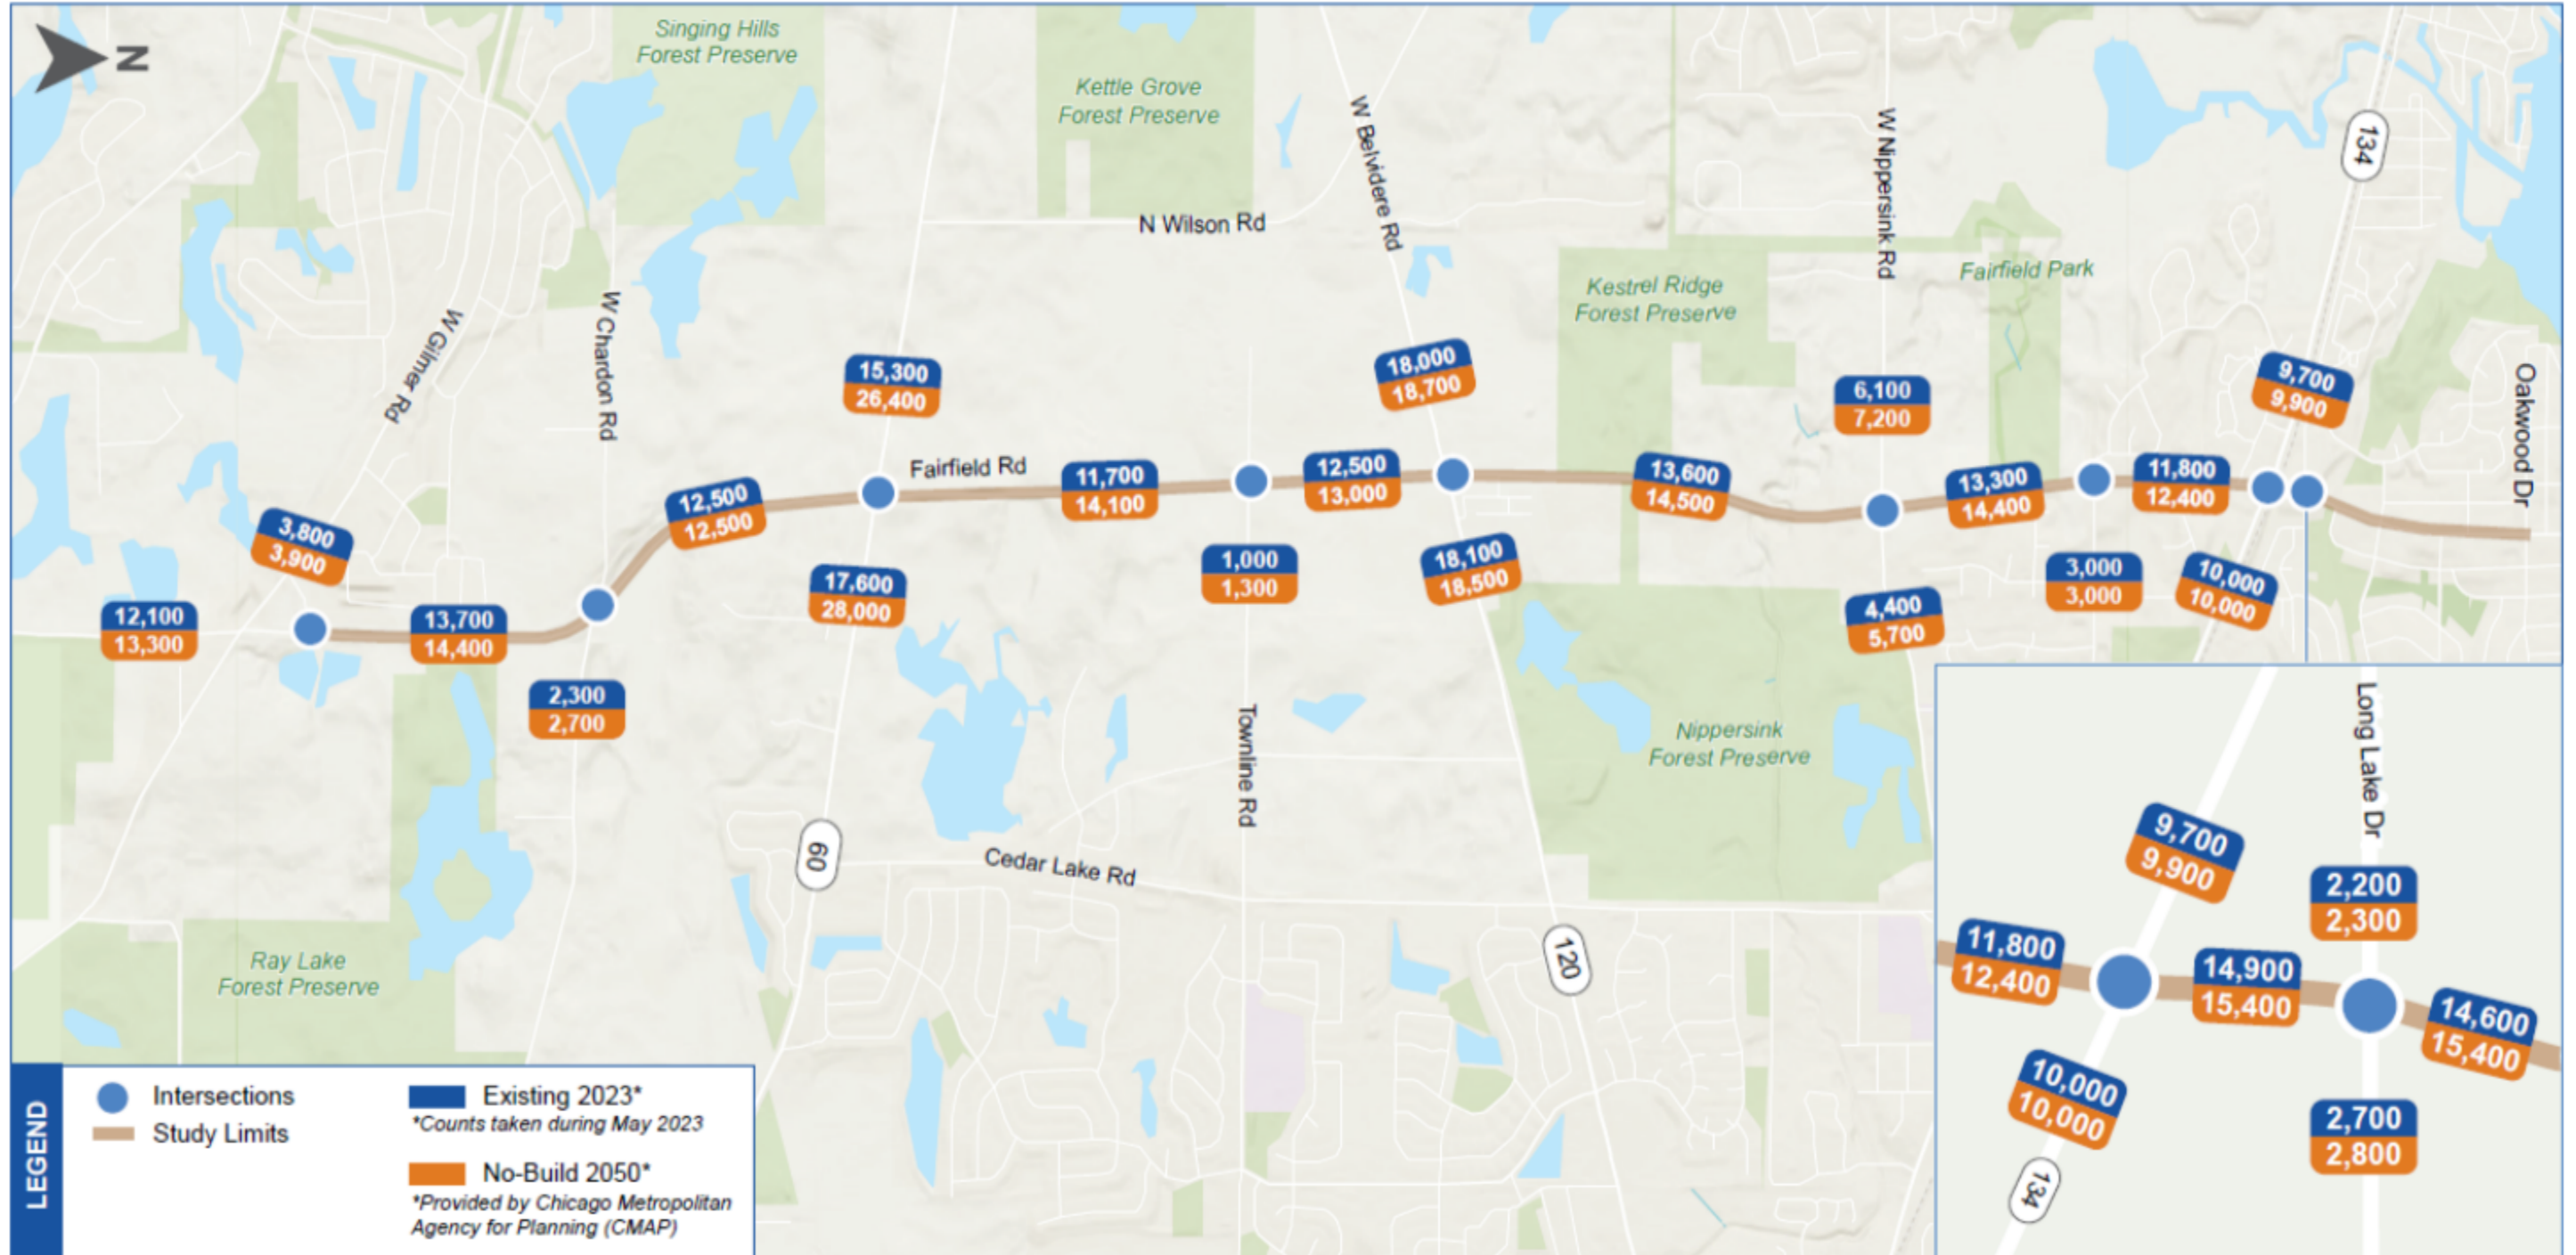 N
Singing Hills
Forest Preserve
Kettle Grove
Forest Preserve
N Wilson Rd
W Belvidere Rd
W Nippersink Rd
134
Kestrel Ridge
Forest Preserve
Fairfield Park
W Gilmer Rd
W Chardon Rd
Oakwood Dr
15,300
26,400
18,000
18,700
6,100
7,200
9,700
9,900
Fairfield Rd
3,800
3,900
12,100
13,300
13,700
14,400
12,500
12,500
11,700
14,100
12,500
13,000
13,600
14,500
13,300
14,400
11,800
12,400
2,300
2,700
17,600
28,000
1,000
1,300
18,100
18,500
4,400
5,700
3,000
3,000
10,000
10,000
Townline Rd
Nippersink
Forest Preserve
60
Cedar Lake Rd
120
Ray Lake
Forest Preserve
Long Lake Dr
9,700
9,900
2,200
2,300
11,800
12,400
14,900
15,400
14,600
15,400
10,000
10,000
2,700
2,800
134
LEGEND
Intersections
Study Limits
Existing 2023*
*Counts taken during May 2023
No-Build 2050*
*Provided by Chicago Metropolitan
Agency for Planning (CMAP)